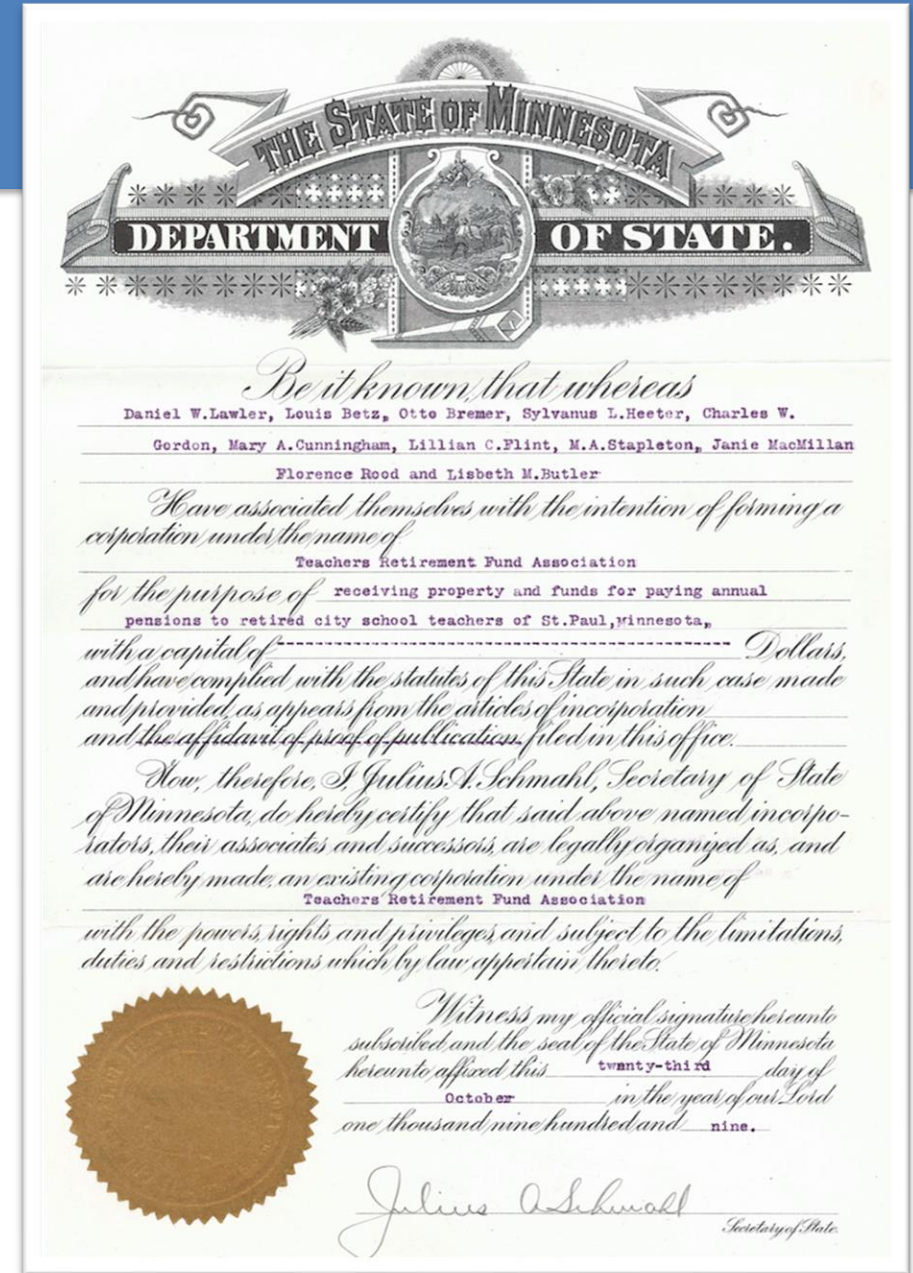 THE STATE OF MINNESOTA
DEPARTMENT OF STATE.
Be it known, that whereas
Daniel W.Lawler, Louis Betz, Otto Bremer, Sylvanus L.Heeter, Charles W.
Gordon, Mary A.Cunningham, Lillian C.Flint, M.A.Stapleton, Janie MacMillan
Florence Rood and Lisbeth M.Butler
Have associated themselves with the intention of forming a
corporation under the name of
Teachers Retirement Fund Association
for the purpose of receiving property and funds for paying annual
pensions to retired city school teachers of St.Paul,Minnesota,
with a capital of ------------------------------------------------ Dollars,
and have complied with the statutes of this State in such case made
and provided, as appears from the articles of incorporation
and the affidavit of proof of publication, filed in this office.
Now, therefore, I, Julius A. Schmahl, Secretary of State
of Minnesota, do hereby certify that said above named incorpo-
rators, their associates and successors, are legally organized as, and
are hereby made, an existing corporation under the name of
Teachers Retirement Fund Association
with the powers, rights and privileges, and subject to the limitations,
duties and restrictions which by law appertain thereto.
Witness my official signature hereunto
subscribed and the seal of the State of Minnesota
hereunto affixed this twenty-third day of
October in the year of our Lord
one thousand nine hundred and nine.
Julius A Schmahl
Secretary of State.